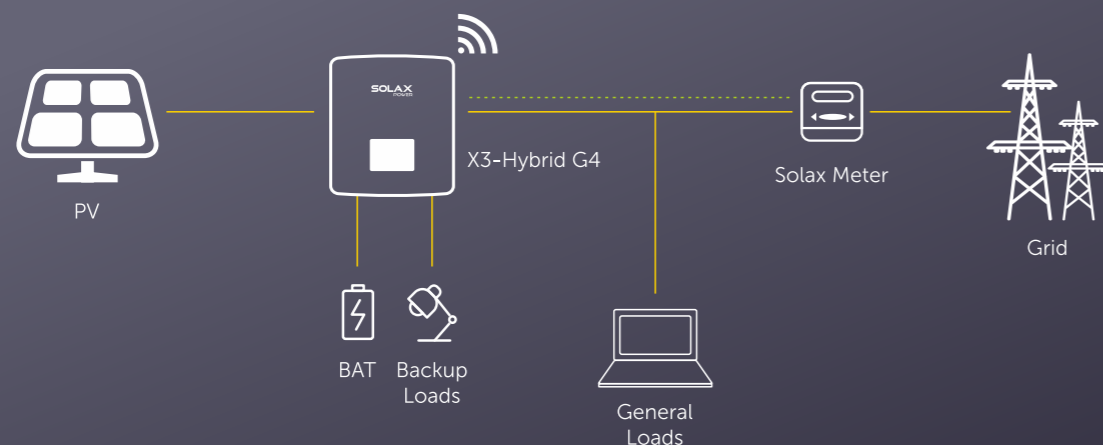 SOLAX
POWER
X3-Hybrid G4
Solax Meter
PV
Grid
BAT
Backup
Loads
General
Loads